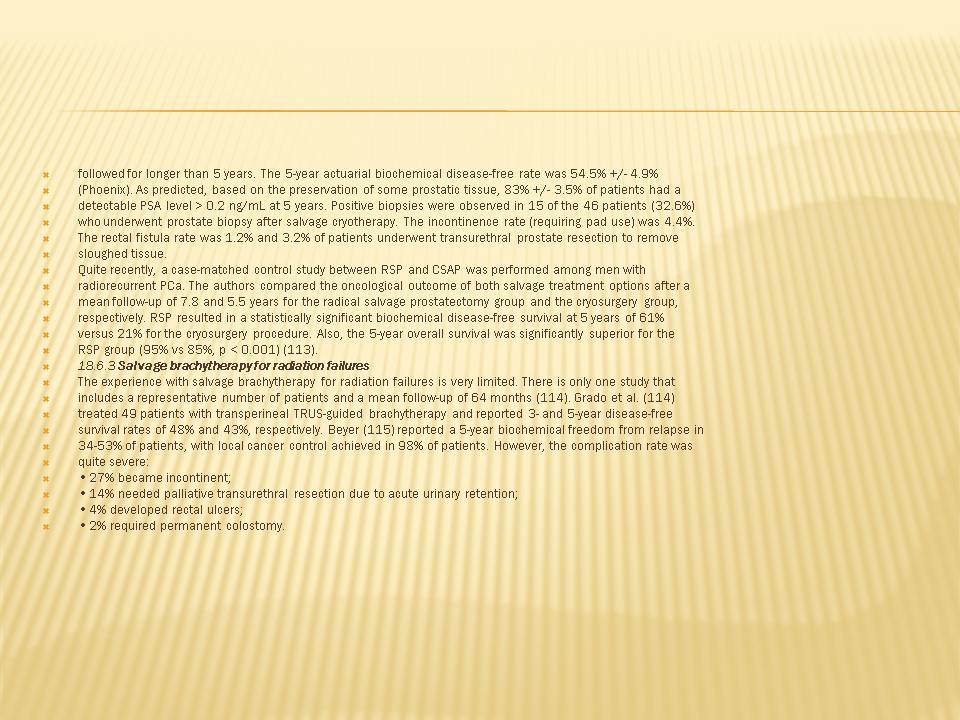 followed for longer than 5 years. The 5-year actuarial biochemical disease-free rate was 54.5% +/- 4.9%
(Phoenix). As predicted, based on the preservation of some prostatic tissue, 83% +/- 3.5% of patients had a
detectable PSA level > 0.2 ng/mL at 5 years. Positive biopsies were observed in 15 of the 46 patients (32.6%)
who underwent prostate biopsy after salvage cryotherapy. The incontinence rate (requiring pad use) was 4.4%.
The rectal fistula rate was 1.2% and 3.2% of patients underwent transurethral prostate resection to remove
sloughed tissue.
Quite recently, a case-matched control study between RSP and CSAP was performed among men with
radiorecurrent PCa. The authors compared the oncological outcome of both salvage treatment options after a
mean follow-up of 7.8 and 5.5 years for the radical salvage prostatectomy group and the cryosurgery group,
respectively. RSP resulted in a statistically significant biochemical disease-free survival at 5 years of 61%
versus 21% for the cryosurgery procedure. Also, the 5-year overall survival was significantly superior for the
RSP group (95% vs 85%, p < 0.001) (113).
18.6.3 Salvage brachytherapy for radiation failures
The experience with salvage brachytherapy for radiation failures is very limited. There is only one study that
includes a representative number of patients and a mean follow-up of 64 months (114). Grado et al. (114)
treated 49 patients with transperineal TRUS-guided brachytherapy and reported 3- and 5-year disease-free
survival rates of 48% and 43%, respectively. Beyer (115) reported a 5-year biochemical freedom from relapse in
34-53% of patients, with local cancer control achieved in 98% of patients. However, the complication rate was
quite severe:
• 27% became incontinent;
• 14% needed palliative transurethral resection due to acute urinary retention;
• 4% developed rectal ulcers;
• 2% required permanent colostomy.